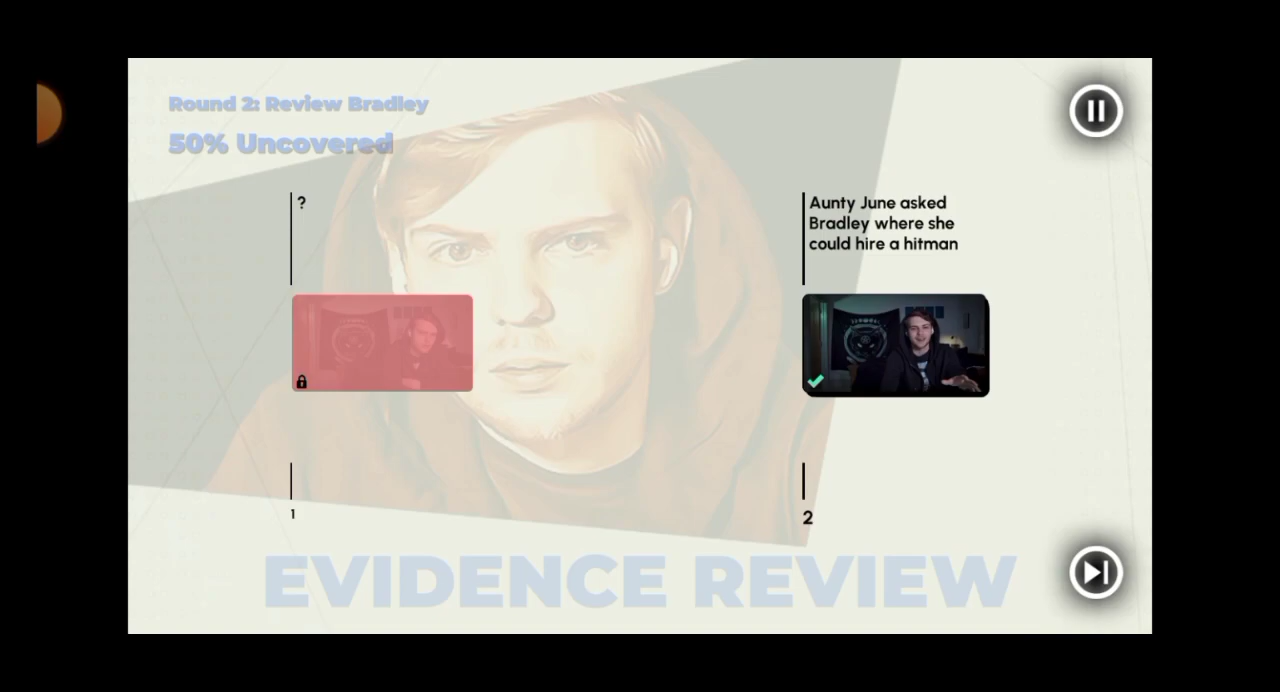 Round 2: Review Bradley
50% Uncovered
?
Aunty June asked
Bradley where she
could hire a hitman
1
2
EVIDENCE REVIEW